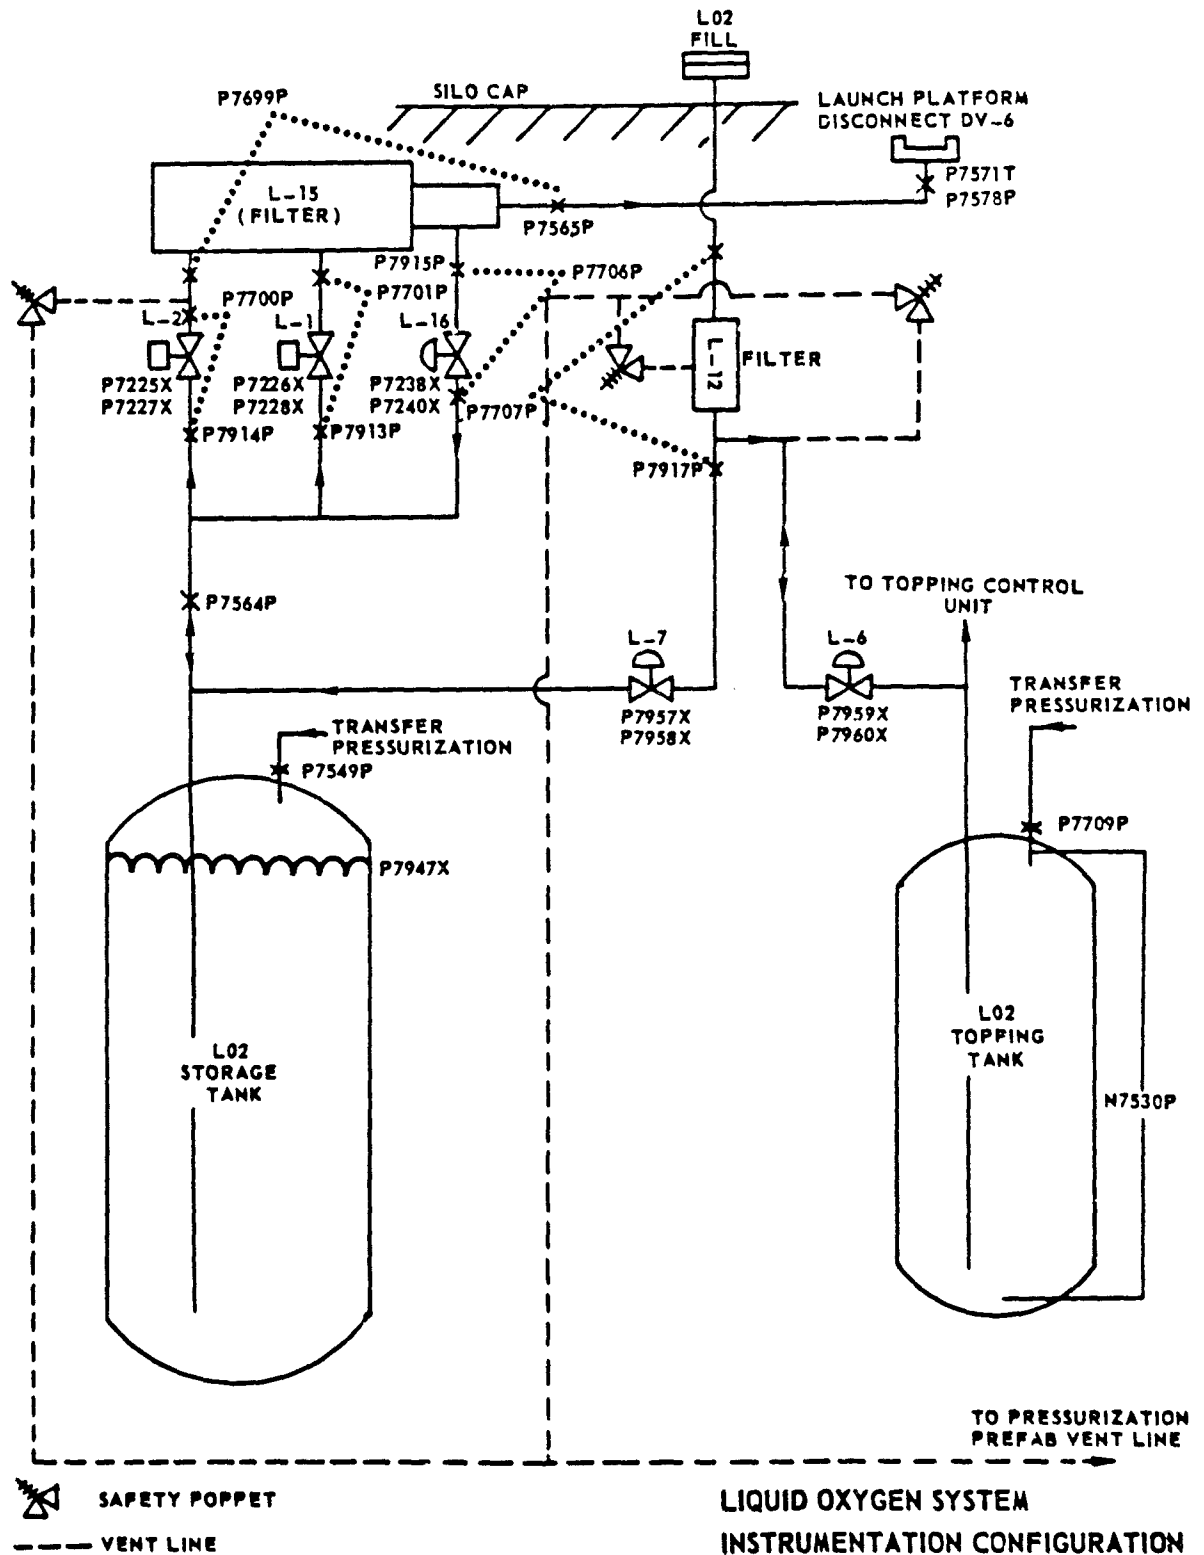 L02
FILL
P7699P
SILO CAP
LAUNCH PLATFORM
DISCONNECT DV-6
L-15
(FILTER)
P7571T
P7578P
P7565P
P7915P
P7706P
P7700P
P7701P
L-2
L-1
L-16
L-12
FILTER
P7225X
P7227X
P7226X
P7228X
P7238X
P7240X
P7707P
P7914P
P7913P
P7917P
P7564P
TO TOPPING CONTROL
UNIT
L-7
L-6
P7957X
P7958X
P7959X
P7960X
TRANSFER
PRESSURIZATION
TRANSFER
PRESSURIZATION
P7549P
P7709P
P7947X
L02
STORAGE
TANK
L02
TOPPING
TANK
N7530P
TO PRESSURIZATION
PREFAB VENT LINE
SAFETY POPPET
VENT LINE
LIQUID OXYGEN SYSTEM
INSTRUMENTATION CONFIGURATION